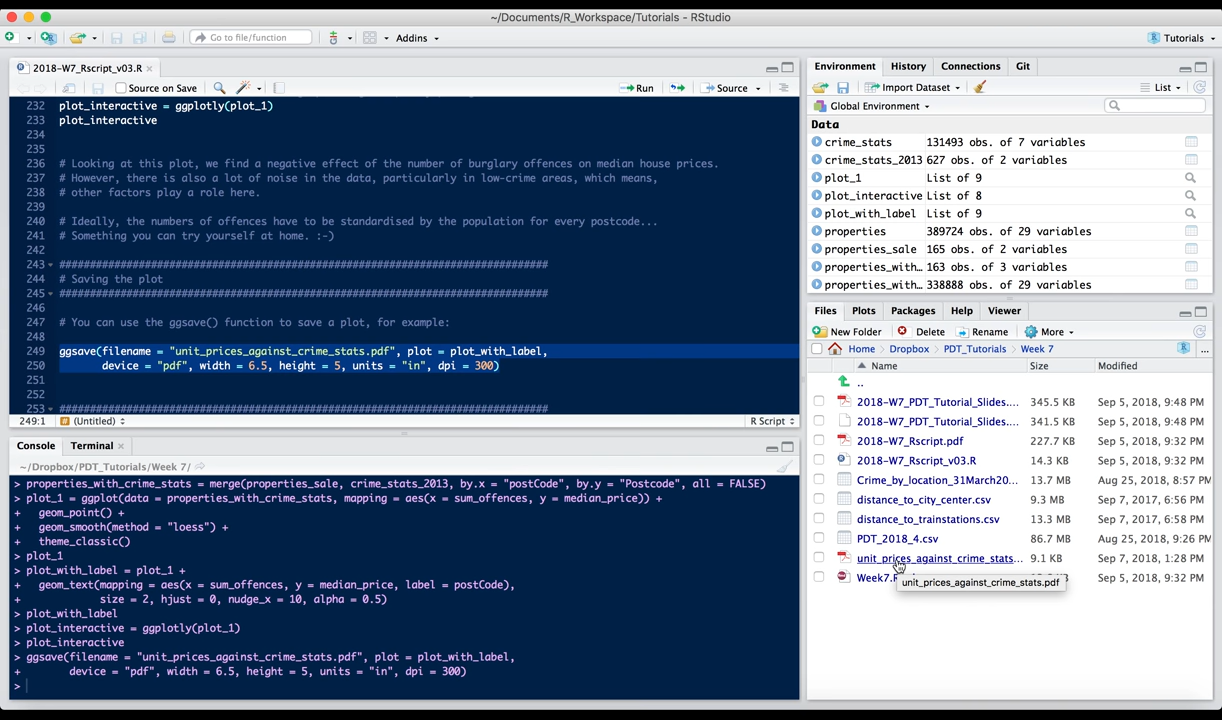 ~/Documents/R_Workspace/Tutorials - RStudio
Go to file/function
Addins
Tutorials
2018-W7_Rscript_v03.R
Source on Save
Run
Source
232 plot_interactive = ggplotly(plot_1)
233 plot_interactive
234
235
236 # Looking at this plot, we find a negative effect of the number of burglary offences on median house prices.
237 # However, there is also a lot of noise in the data, particularly in low-crime areas, which means,
238 # other factors play a role here.
239
240 # Ideally, the numbers of offences have to be standardised by the population for every postcode...
241 # Something you can try yourself at home. :-)
242
243 ################################################################################
244 # Saving the plot
245 ################################################################################
246
247 # You can use the ggsave() function to save a plot, for example:
248
249 ggsave(filename = "unit_prices_against_crime_stats.pdf", plot = plot_with_label,
250 device = "pdf", width = 6.5, height = 5, units = "in", dpi = 300)
251
252
253 ################################################################################
249:1 (Untitled) R Script
Console Terminal
~/Dropbox/PDT_Tutorials/Week 7/
> properties_with_crime_stats = merge(properties_sale, crime_stats_2013, by.x = "postCode", by.y = "Postcode", all = FALSE)
> plot_1 = ggplot(data = properties_with_crime_stats, mapping = aes(x = sum_offences, y = median_price)) +
+ geom_point() +
+ geom_smooth(method = "loess") +
+ theme_classic()
> plot_1
> plot_with_label = plot_1 +
+ geom_text(mapping = aes(x = sum_offences, y = median_price, label = postCode),
+ size = 2, hjust = 0, nudge_x = 10, alpha = 0.5)
> plot_with_label
> plot_interactive = ggplotly(plot_1)
> plot_interactive
> ggsave(filename = "unit_prices_against_crime_stats.pdf", plot = plot_with_label,
+ device = "pdf", width = 6.5, height = 5, units = "in", dpi = 300)
>
Environment History Connections Git
Import Dataset List
Global Environment
Data
crime_stats 131493 obs. of 7 variables
crime_stats_2013 627 obs. of 2 variables
plot_1 List of 9
plot_interactive List of 8
plot_with_label List of 9
properties 389724 obs. of 29 variables
properties_sale 165 obs. of 2 variables
properties_with… 163 obs. of 3 variables
properties_with… 338888 obs. of 29 variables
Files Plots Packages Help Viewer
New Folder Delete Rename More
Home Dropbox PDT_Tutorials Week 7 ...
Name Size Modified
..
2018-W7_PDT_Tutorial_Slides.... 345.5 KB Sep 5, 2018, 9:48 PM
2018-W7_PDT_Tutorial_Slides.... 341.5 KB Sep 5, 2018, 9:48 PM
2018-W7_Rscript.pdf 227.7 KB Sep 5, 2018, 9:32 PM
2018-W7_Rscript_v03.R 14.3 KB Sep 5, 2018, 9:32 PM
Crime_by_location_31March20... 13.7 MB Aug 25, 2018, 8:57 PM
distance_to_city_center.csv 9.3 MB Sep 7, 2017, 6:56 PM
distance_to_trainstations.csv 13.3 MB Sep 7, 2017, 6:58 PM
PDT_2018_4.csv 86.7 MB Aug 25, 2018, 9:26 PM
unit_prices_against_crime_stats... 9.1 KB Sep 7, 2018, 1:28 PM
Sep 5, 2018, 9:32 PM
unit_prices_against_crime_stats.pdf